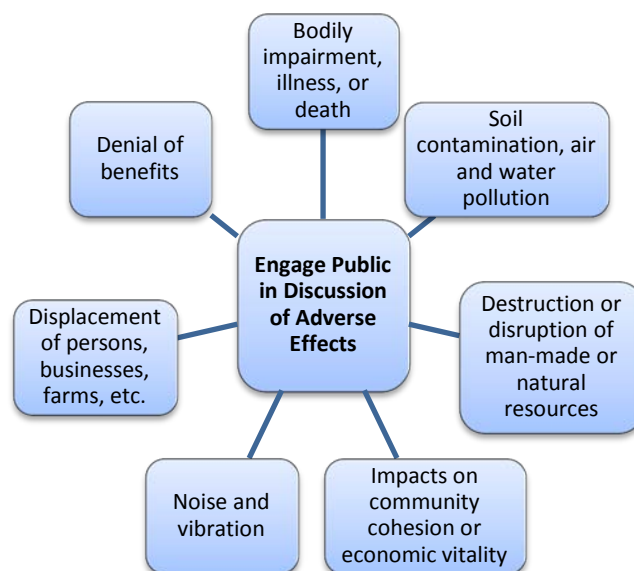 Bodily
impairment,
illness, or
death
Soil
contamination, air
and water
pollution
Destruction or
disruption of
man-made or
natural
resources
Impacts on
community
cohesion or
economic vitality
Noise and
vibration
Displacement
of persons,
businesses,
farms, etc.
Denial of
benefits
Engage Public
in Discussion
of Adverse
Effects